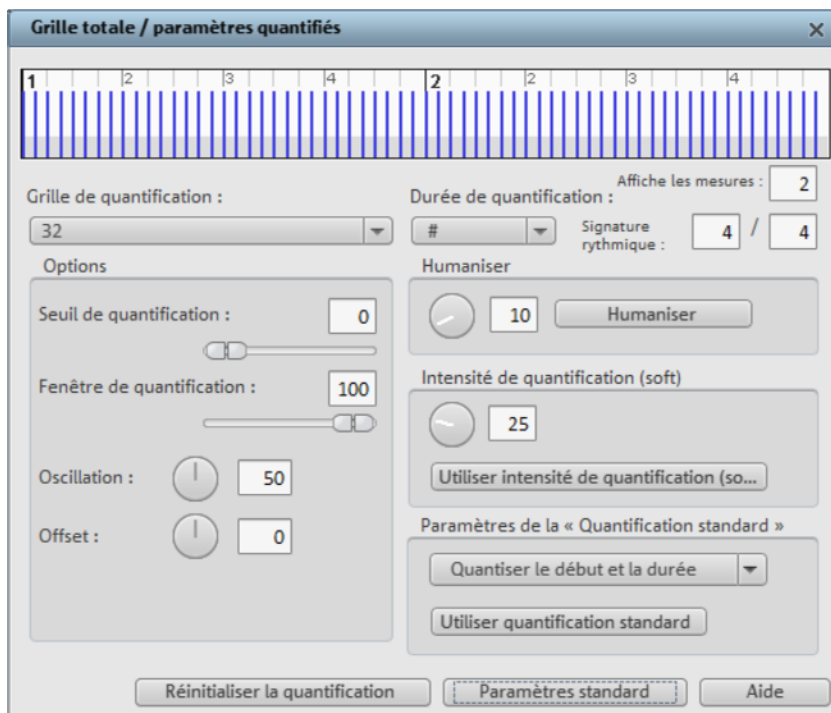 Grille totale / paramètres quantifiés
1 2 3 4 2 2 3 4
Affiche les mesures : 2
Grille de quantification :
Durée de quantification :
32
#
Signature
rythmique :
4 / 4
Options
Humaniser
Seuil de quantification : 0
10 Humaniser
Fenêtre de quantification : 100
Intensité de quantification (soft)
25
Oscillation : 50
Utiliser intensité de quantification (so...
Offset : 0
Paramètres de la « Quantification standard »
Quantiser le début et la durée
Utiliser quantification standard
Réinitialiser la quantification
Paramètres standard
Aide